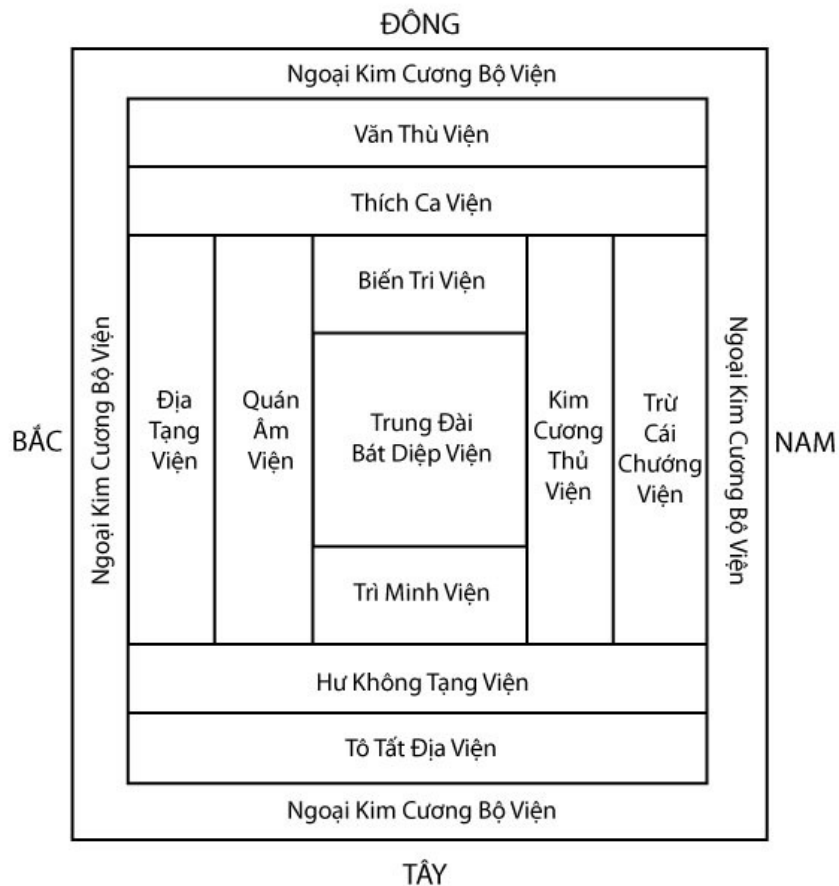 ĐÔNG
Ngoại Kim Cương Bộ Viện
Văn Thù Viện
Thích Ca Viện
Biến Tri Viện
BẮC
Ngoại Kim Cương Bộ Viện
Địa
Tạng
Viện
Quán
Âm
Viện
Trung Đài
Bát Diệp Viện
Kim
Cương
Thủ
Viện
Trừ
Cái
Chướng
Viện
Ngoại Kim Cương Bộ Viện
NAM
Trì Minh Viện
Hư Không Tạng Viện
Tô Tất Địa Viện
Ngoại Kim Cương Bộ Viện
TÂY